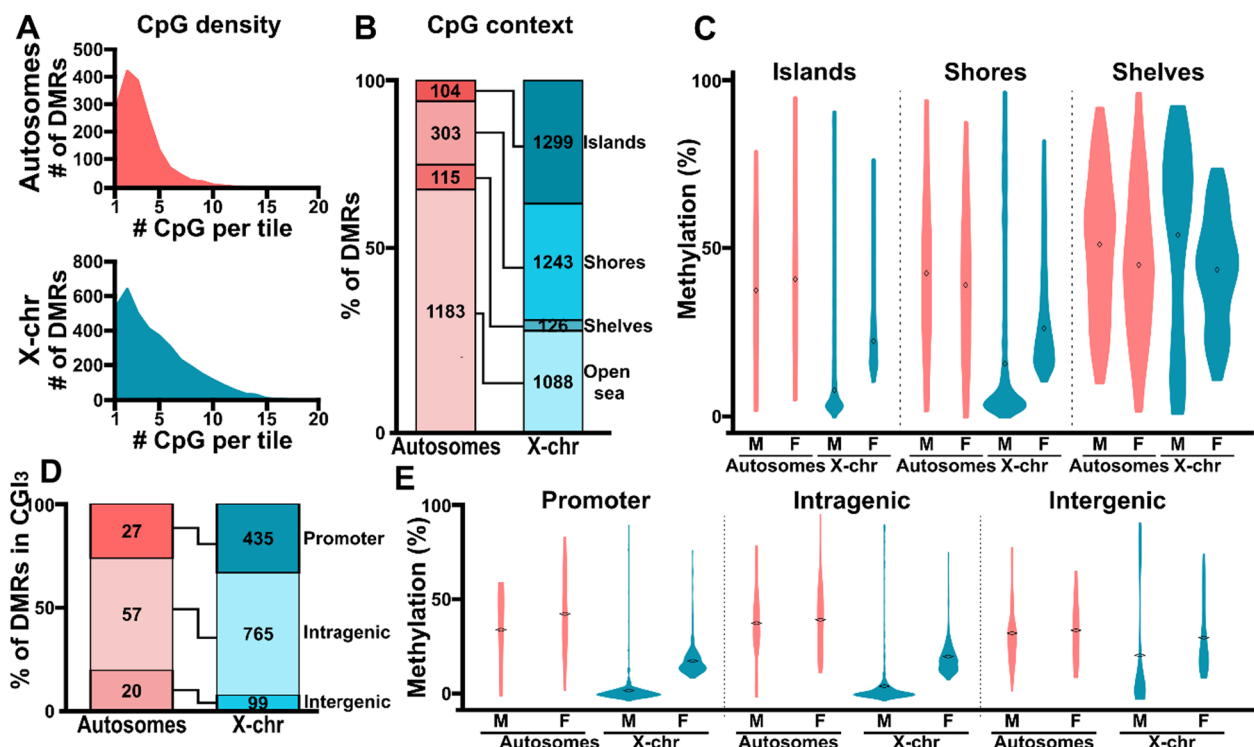 A
CpG density
Autosomes
# of DMRs
500
400
300
200
100
0
1 5 10 15 20
# CpG per tile
X-chr
# of DMRs
800
600
400
200
0
1 5 10 15 20
# CpG per tile
B
CpG context
% of DMRs
100
50
0
104
303
115
1183
1299
1243
126
1088
Islands
Shores
Shelves
Open
sea
Autosomes X-chr
C
Islands Shores Shelves
Methylation (%)
100
50
0
M F M F M F M F M F M F
Autosomes X-chr Autosomes X-chr Autosomes X-chr
D
% of DMRs in CGI3
100
50
0
27
57
20
435
765
99
Promoter
Intragenic
Intergenic
Autosomes X-chr
E
Promoter Intragenic Intergenic
Methylation (%)
100
50
0
M F M F M F M F M F M F
Autosomes X-chr Autosomes X-chr Autosomes X-chr